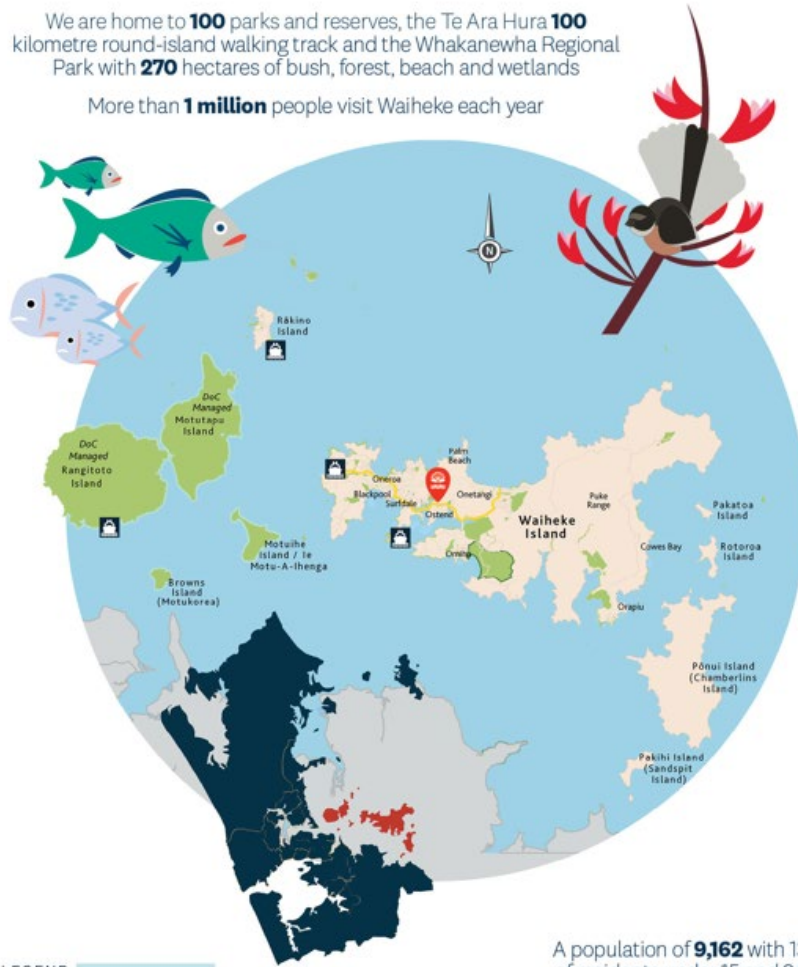 We are home to 100 parks and reserves, the Te Ara Hura 100
kilometre round-island walking track and the Whakanewha Regional
Park with 270 hectares of bush, forest, beach and wetlands
More than 1 million people visit Waiheke each year
N
Rākino
Island
DoC
Managed
Motutapu
Island
DoC
Managed
Rangitoto
Island
Palm
Beach
Oneroa
Blackpool
Surfdale
Onetangi
Ostend
Waiheke
Island
Puke
Range
Pakatoa
Island
Rotoroa
Island
Cowes Bay
Omiha
Orapiu
Motuihe
Island / Te
Motu-A-Ihenga
Browns
Island
(Motukorea)
Pōnui Island
(Chamberlins
Island)
Pakihi Island
(Sandspit
Island)
LEGEND
A population of 9,162 with